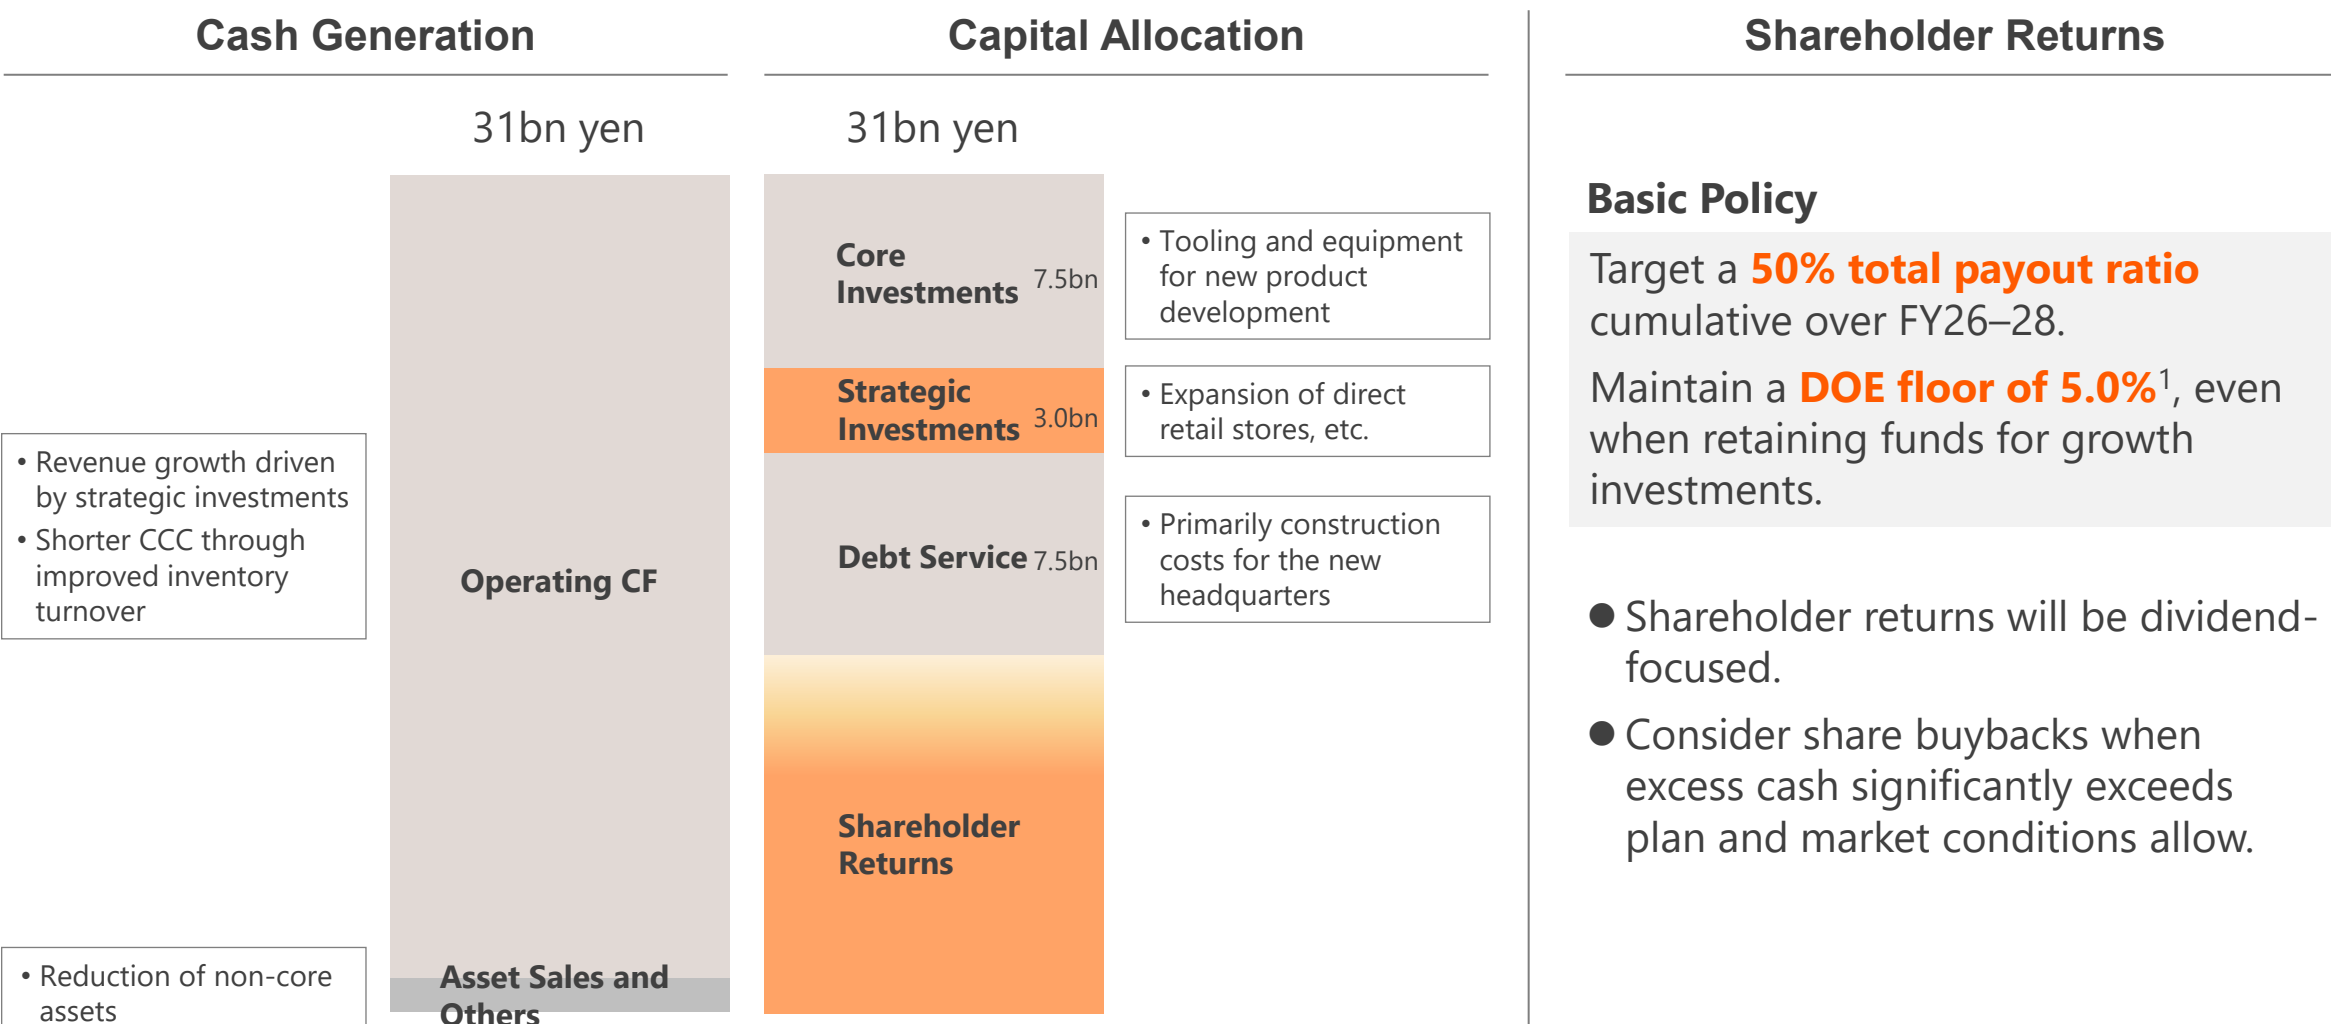 Cash Generation
31bn yen
• Revenue growth driven
by strategic investments
• Shorter CCC through
improved inventory
turnover
Operating CF
• Reduction of non-core
assets
Asset Sales and
Others
Capital Allocation
31bn yen
Core
Investments 7.5bn
• Tooling and equipment
for new product
development
Strategic
Investments 3.0bn
• Expansion of direct
retail stores, etc.
Debt Service 7.5bn
• Primarily construction
costs for the new
headquarters
Shareholder
Returns
Shareholder Returns
Basic Policy
Target a 50% total payout ratio
cumulative over FY26–28.
Maintain a DOE floor of 5.0%¹, even
when retaining funds for growth
investments.
● Shareholder returns will be dividend-
focused.
● Consider share buybacks when
excess cash significantly exceeds
plan and market conditions allow.